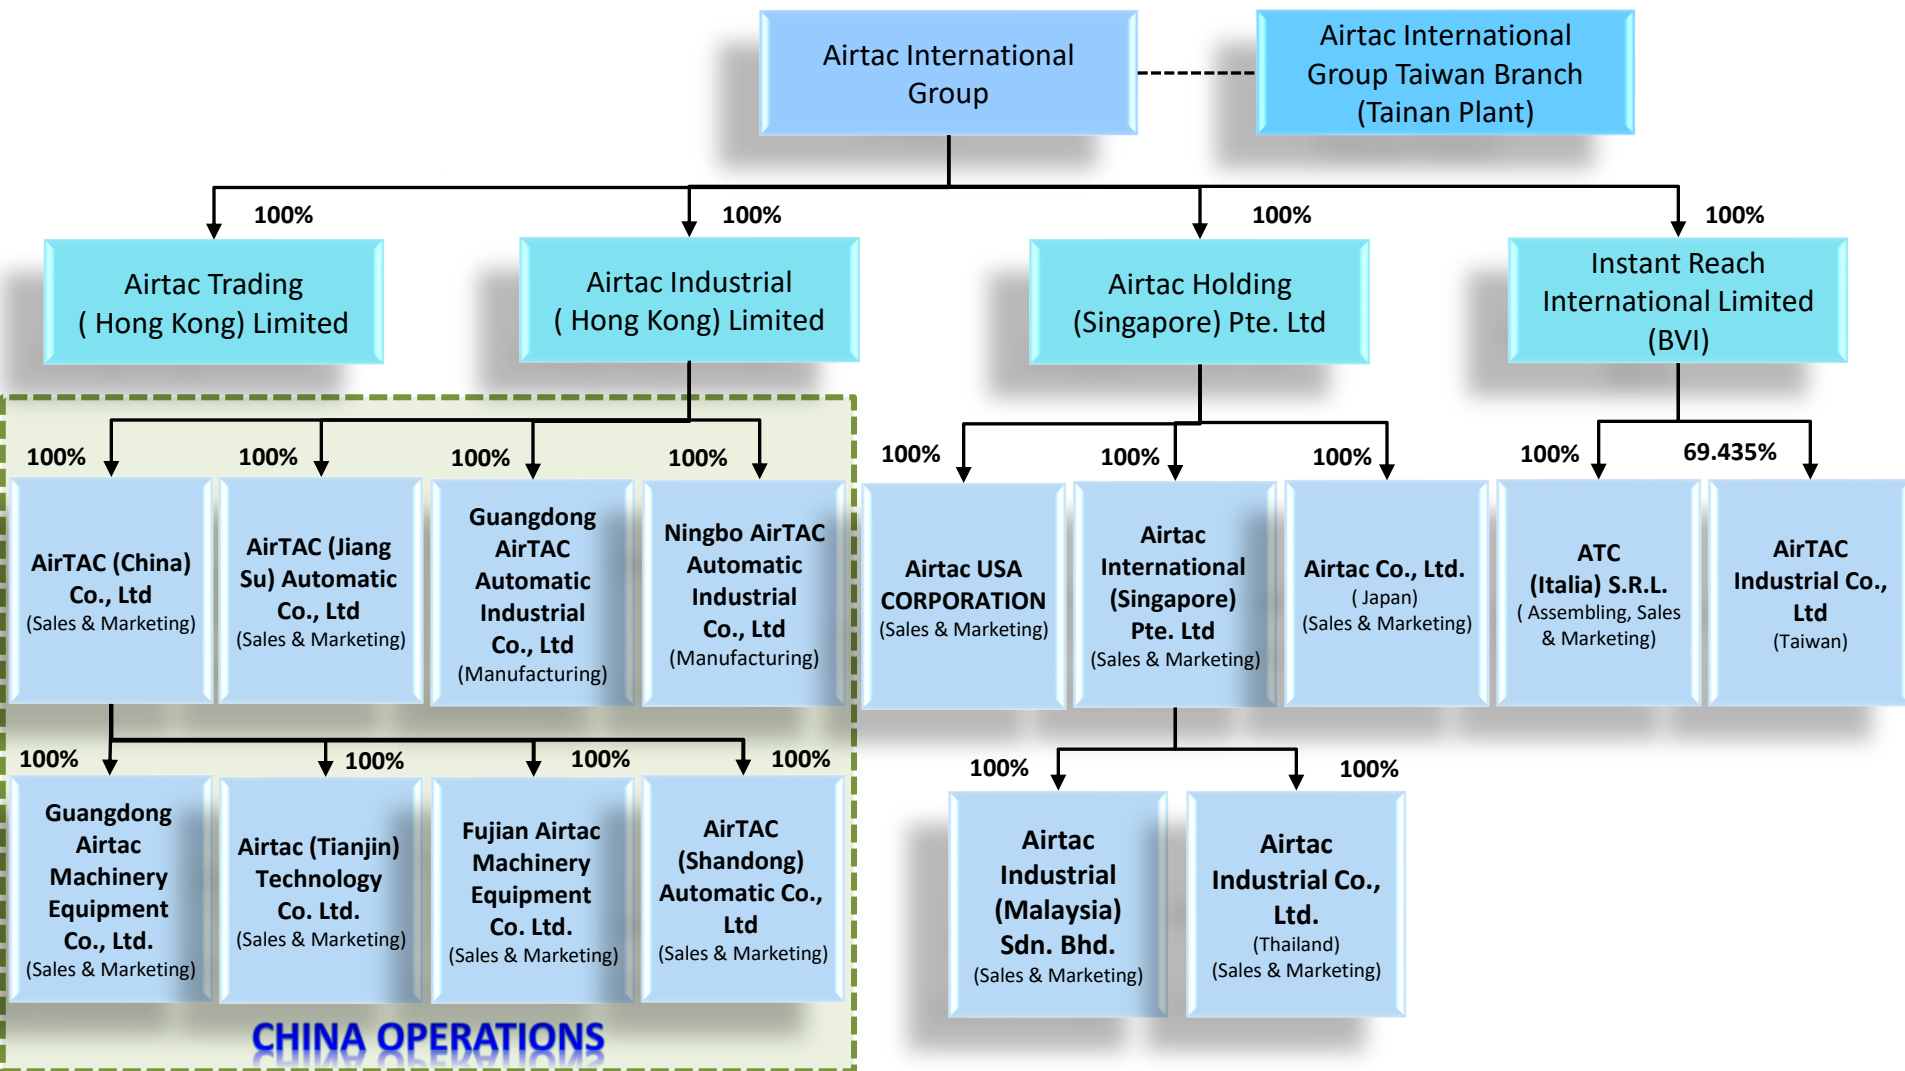 Airtac International
Group
Airtac International
Group Taiwan Branch
(Tainan Plant)
100%
100%
100%
100%
Airtac Trading
( Hong Kong) Limited
Airtac Industrial
( Hong Kong) Limited
Airtac Holding
(Singapore) Pte. Ltd
Instant Reach
International Limited
(BVI)
100%
100%
100%
100%
100%
100%
100%
100%
69.435%
AirTAC (China)
Co., Ltd
(Sales & Marketing)
AirTAC (Jiang
Su) Automatic
Co., Ltd
(Sales & Marketing)
Guangdong
AirTAC
Automatic
Industrial
Co., Ltd
(Manufacturing)
Ningbo AirTAC
Automatic
Industrial
Co., Ltd
(Manufacturing)
Airtac USA
CORPORATION
(Sales & Marketing)
Airtac
International
(Singapore)
Pte. Ltd
(Sales & Marketing)
Airtac Co., Ltd.
( Japan)
(Sales & Marketing)
ATC
(Italia) S.R.L.
( Assembling, Sales
& Marketing)
AirTAC
Industrial Co.,
Ltd
(Taiwan)
100%
100%
100%
100%
100%
100%
Guangdong
Airtac
Machinery
Equipment
Co., Ltd.
(Sales & Marketing)
Airtac (Tianjin)
Technology
Co. Ltd.
(Sales & Marketing)
Fujian Airtac
Machinery
Equipment
Co. Ltd.
(Sales & Marketing)
AirTAC
(Shandong)
Automatic Co.,
Ltd
(Sales & Marketing)
Airtac
Industrial
(Malaysia)
Sdn. Bhd.
(Sales & Marketing)
Airtac
Industrial Co.,
Ltd.
(Thailand)
(Sales & Marketing)
CHINA OPERATIONS